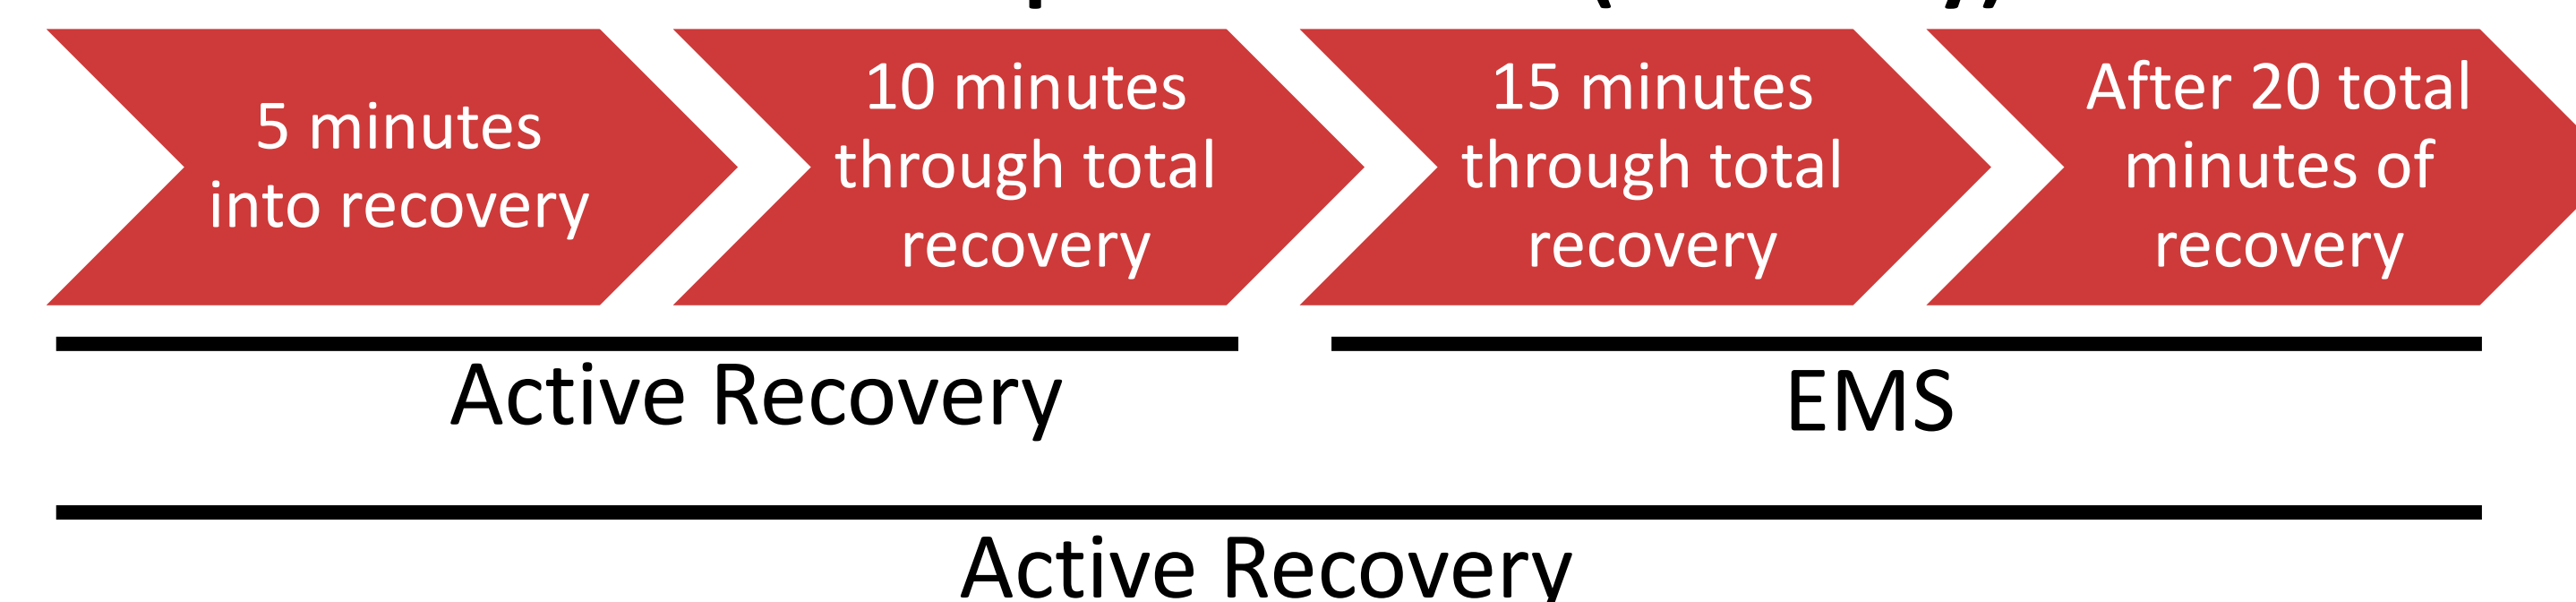 5 minutes
into recovery
10 minutes
through total
recovery
15 minutes
through total
recovery
After 20 total
minutes of
recovery
Active Recovery
EMS
Active Recovery